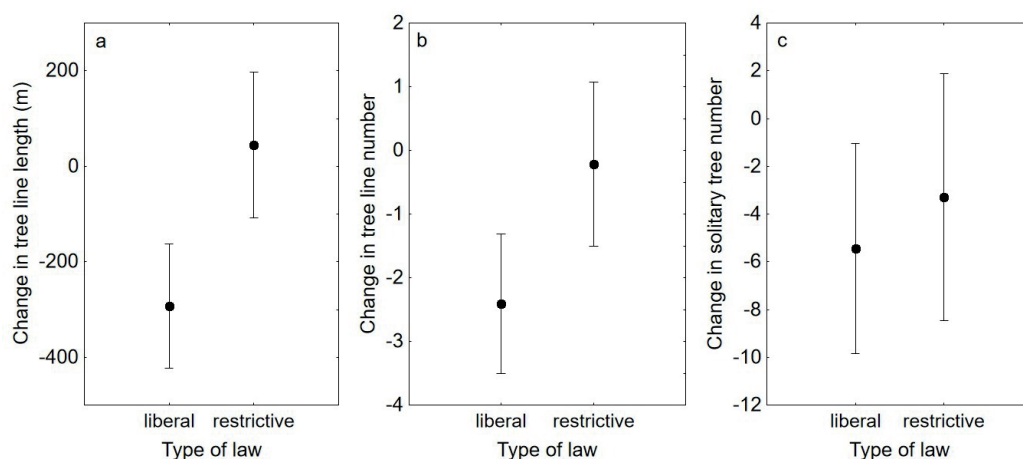 a
Change in tree line length (m)
200
0
-200
-400
liberal restrictive
Type of law
b
Change in tree line number
2
1
0
-1
-2
-3
-4
liberal restrictive
Type of law
c
Change in solitary tree number
4
2
0
-2
-4
-6
-8
-10
-12
liberal restrictive
Type of law